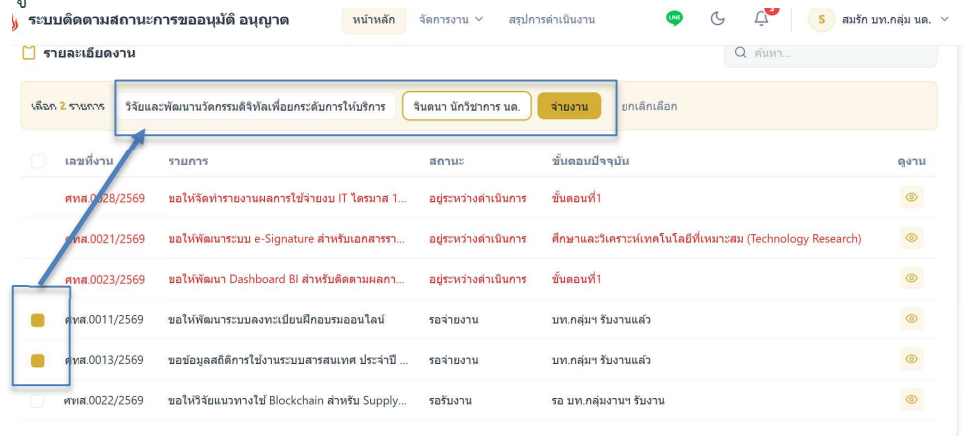 ระบบติดตามสถานะการขออนุมัติ อนุญาต หน้าหลัก จัดการงาน สรุปการดำเนินงาน LINE S สมรัก บท.กลุ่ม นด.
รายละเอียดงาน ค้นหา...
เลือก 2 รายการ วิจัยและพัฒนานวัตกรรมดิจิทัลเพื่อยกระดับการให้บริการ จินตนา นักวิชาการ นด. จ่ายงาน ยกเลิกเลือก
เลขที่งาน รายการ สถานะ ขั้นตอนปัจจุบัน ดูงาน
ศทส.0028/2569 ขอให้จัดทำรายงานผลการใช้จ่ายงบ IT ไตรมาส 1... อยู่ระหว่างดำเนินการ ขั้นตอนที่1
ศทส.0021/2569 ขอให้พัฒนาระบบ e-Signature สำหรับเอกสารรา... อยู่ระหว่างดำเนินการ ศึกษาและวิเคราะห์เทคโนโลยีที่เหมาะสม (Technology Research)
ศทส.0023/2569 ขอให้พัฒนา Dashboard BI สำหรับติดตามผลกา... อยู่ระหว่างดำเนินการ ขั้นตอนที่1
ศทส.0011/2569 ขอให้พัฒนาระบบลงทะเบียนฝึกอบรมออนไลน์ รอจ่ายงาน บท.กลุ่มฯ รับงานแล้ว
ศทส.0013/2569 ขอข้อมูลสถิติการใช้งานระบบสารสนเทศ ประจำปี ... รอจ่ายงาน บท.กลุ่มฯ รับงานแล้ว
ศทส.0022/2569 ขอให้วิจัยแนวทางใช้ Blockchain สำหรับ Supply... รอรับงาน รอ บท.กลุ่มงานฯ รับงาน